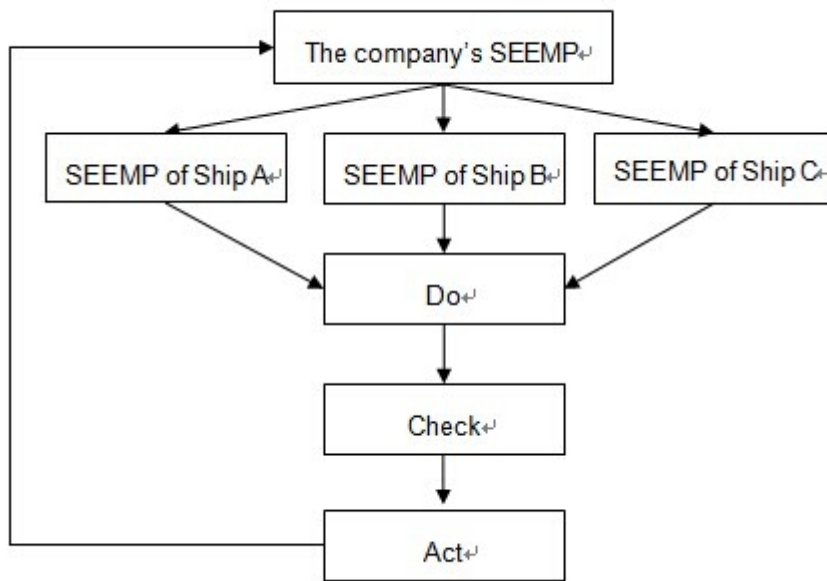 The company’s SEEMP↵
SEEMP of Ship A↵
SEEMP of Ship B↵
SEEMP of Ship C↵
Do↵
Check↵
Act↵